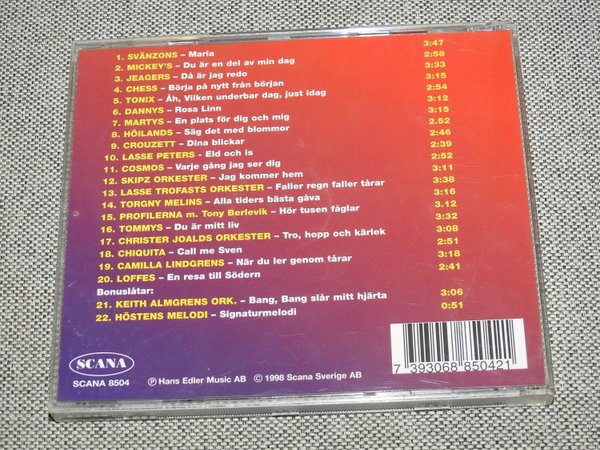 1. SVÄNZONS – Maria 3:47
2. MICKEY'S – Du är en del av min dag 2:58
3. JEAGERS – Då är jag redo 3:33
4. CHESS – Börja på nytt från början 3:15
5. TONIX – Åh, Vilken underbar dag, just idag 2:54
6. DANNYS – Rosa Linn 3:12
7. MARTYS – En plats för dig och mig 3:15
8. HÖILANDS – Säg det med blommor 2.52
9. CROUZETT – Dina blickar 2:46
10. LASSE PETERS - Eld och is 2:39
11. COSMOS – Varje gång jag ser dig 2:52
12. SKIPZ ORKESTER – Jag kommer hem 3:11
13. LASSE TROFASTS ORKESTER – Faller regn faller tårar 3:38
14. TORGNY MELINS – Alla tiders bästa gåva 3:16
15. PROFILERNA m. Tony Berlevik – Hör tusen fåglar 3.12
16. TOMMYS – Du är mitt liv 3:32
17. CHRISTER JOALDS ORKESTER – Tro, hopp och kärlek 3:08
18. CHIQUITA – Call me Sven 2:51
19. CAMILLA LINDGRENS – När du ler genom tårar 3:18
20. LOFFES – En resa till Södern 2:41
Bonuslåtar:
21. KEITH ALMGRENS ORK. – Bang, Bang slår mitt hjärta 3:06
22. HÖSTENS MELODI – Signaturmelodi 0:51
SCANA
SCANA 8504
℗ Hans Edler Music AB © 1998 Scana Sverige AB
7 393068 850421